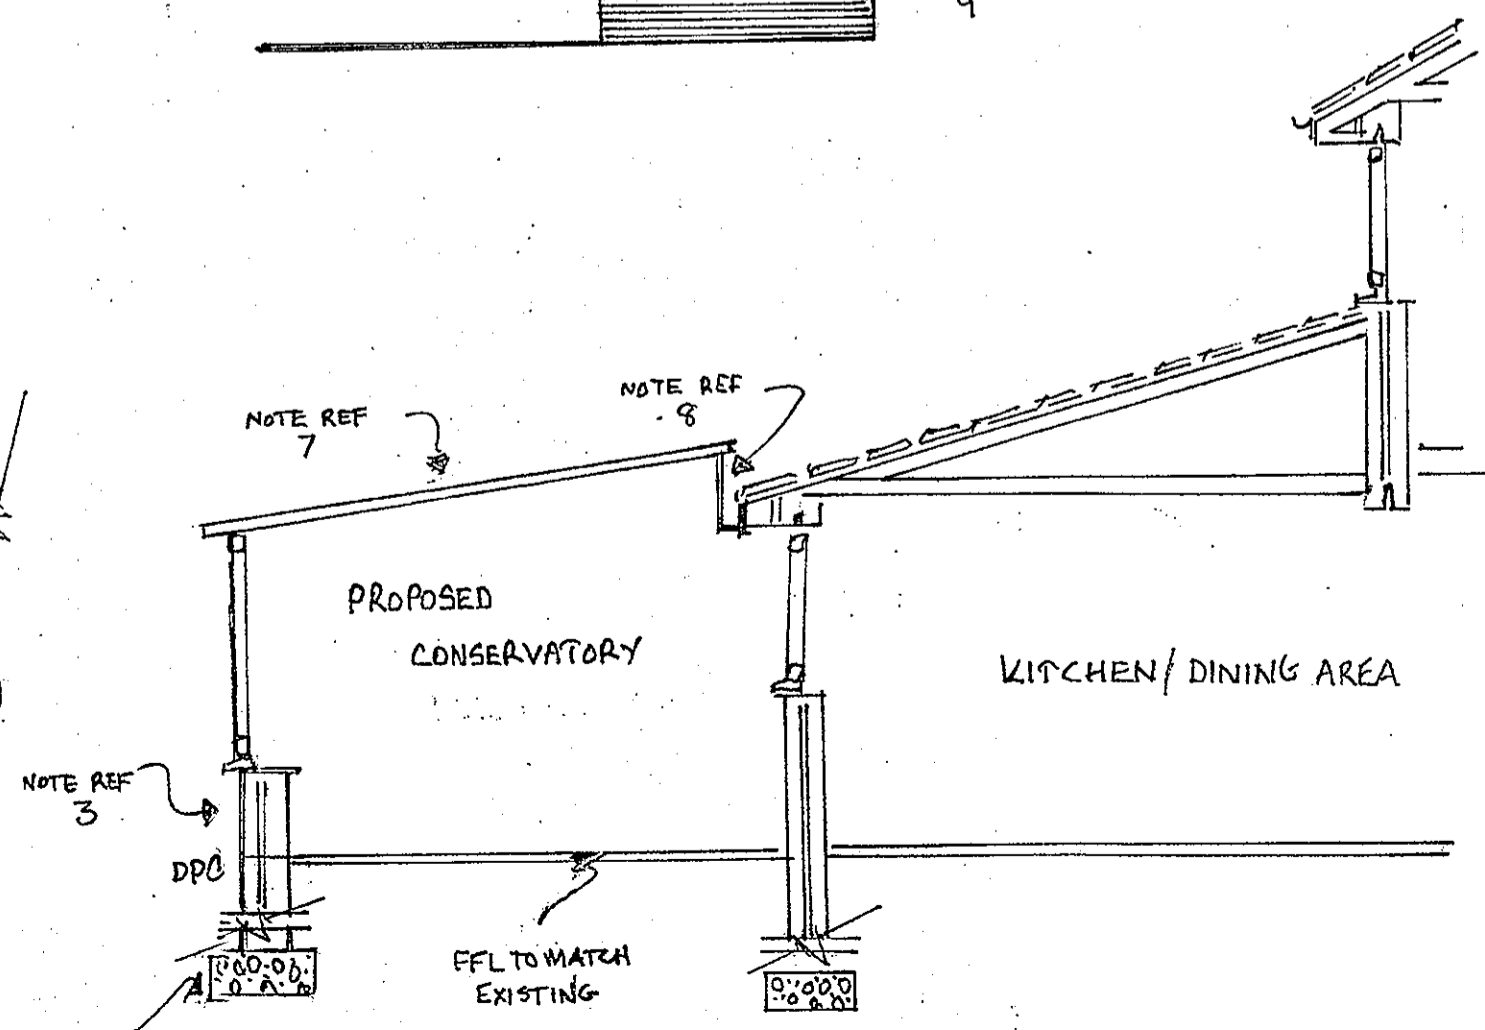 9
NOTE REF
7
NOTE REF
8
PROPOSED
CONSERVATORY
KITCHEN/ DINING AREA
NOTE REF
3
DPC
FFL TO MATCH
EXISTING